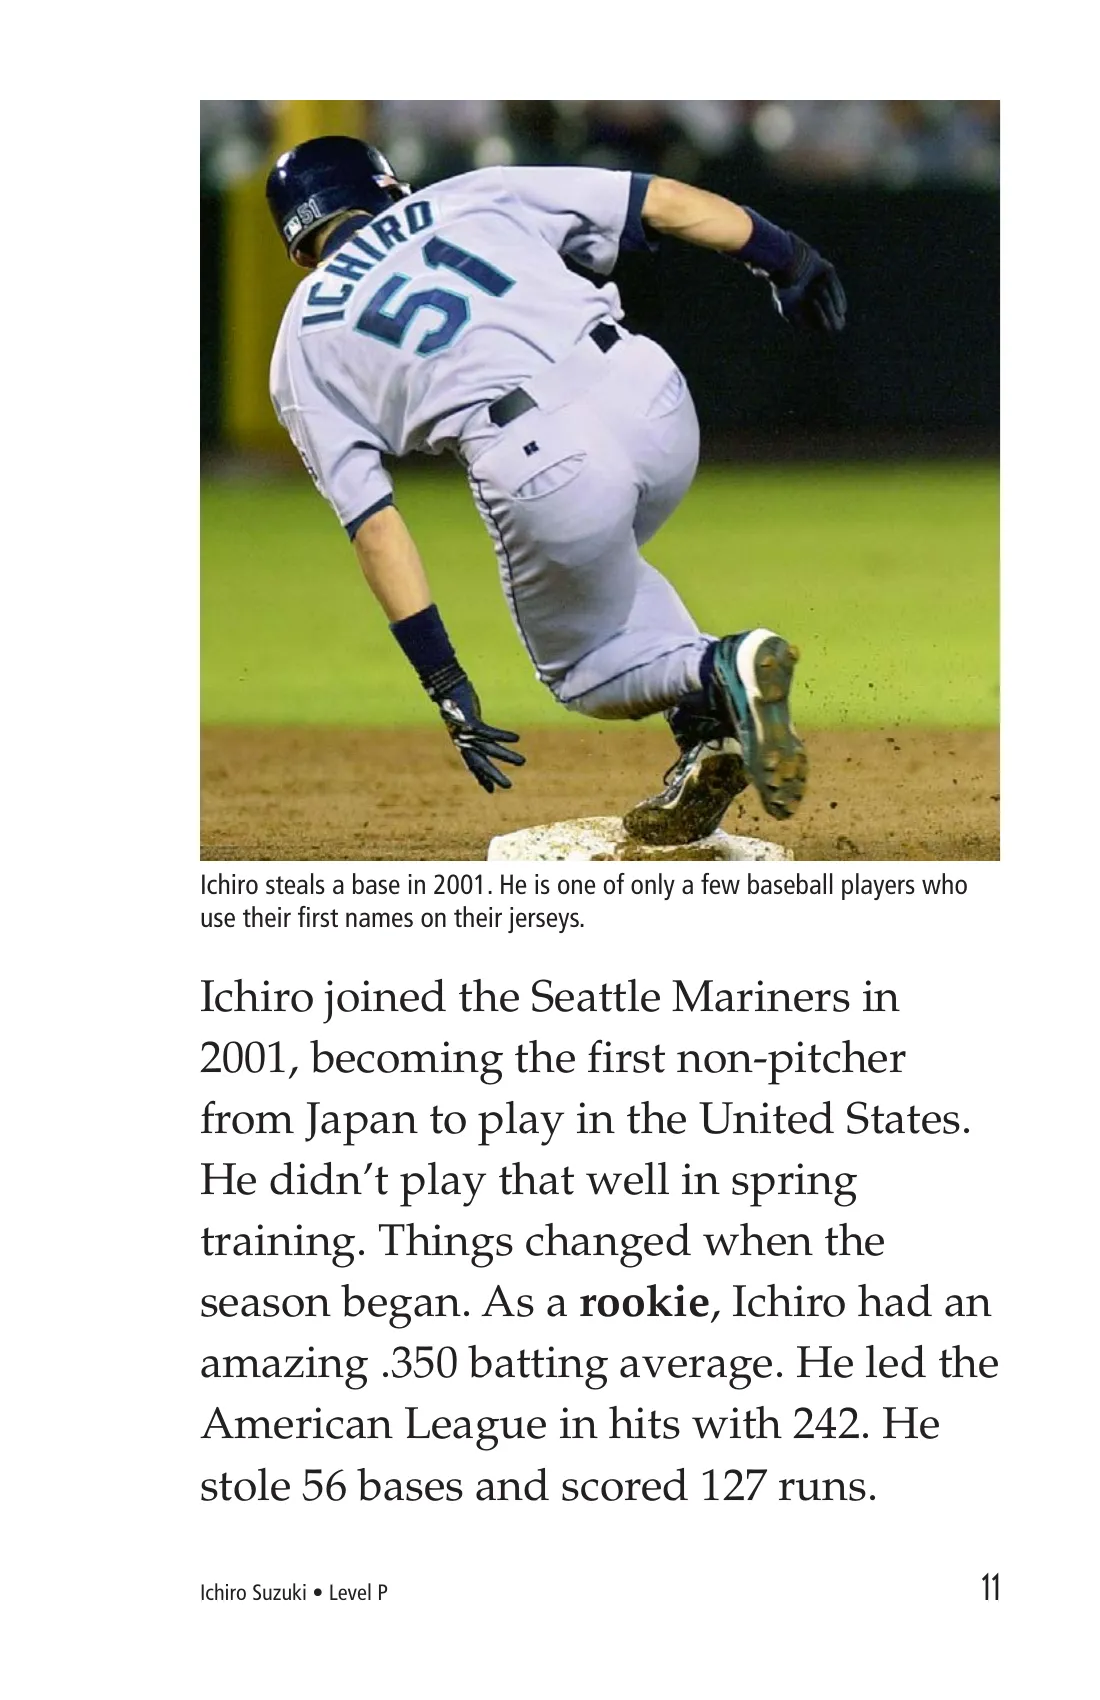 51
ICHIRO
51
Ichiro steals a base in 2001. He is one of only a few baseball players who
use their first names on their jerseys.
Ichiro joined the Seattle Mariners in
2001, becoming the first non-pitcher
from Japan to play in the United States.
He didn’t play that well in spring
training. Things changed when the
season began. As a rookie, Ichiro had an
amazing .350 batting average. He led the
American League in hits with 242. He
stole 56 bases and scored 127 runs.
Ichiro Suzuki • Level P
11